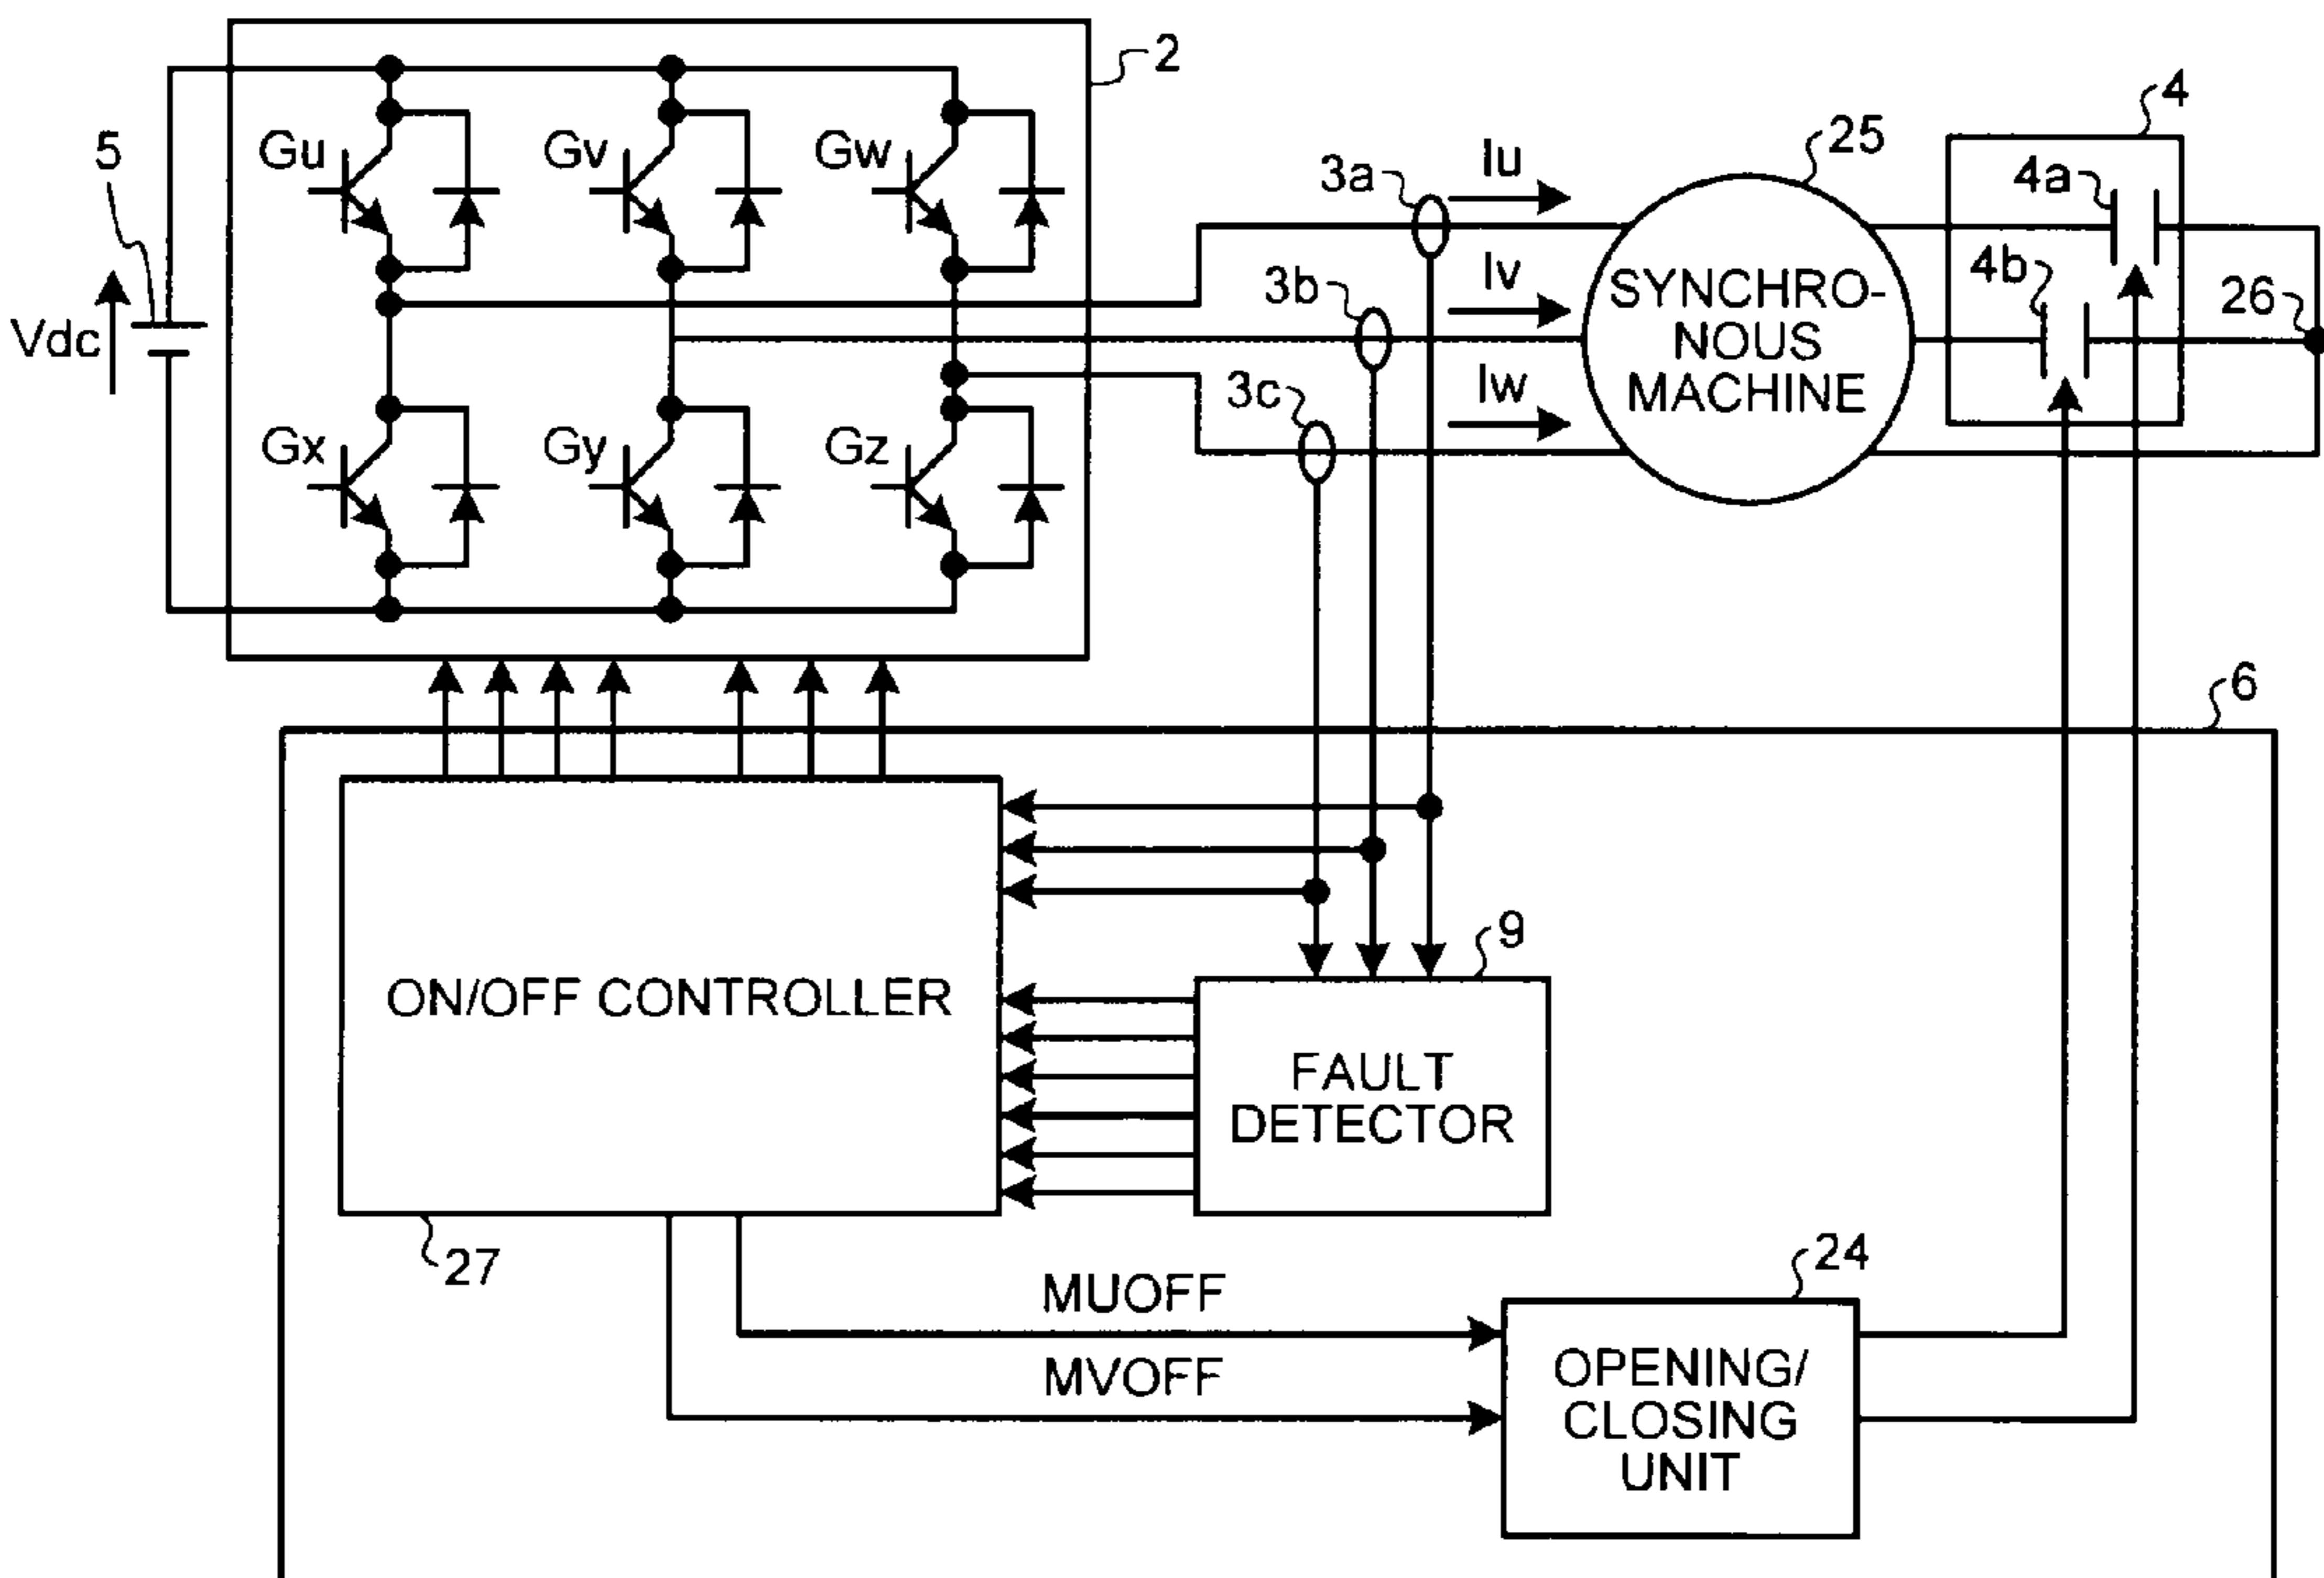 2
4
5
Gu
Gv
Gw
3a
Iu
25
4a
Vdc
3b
Iv
SYNCHRO-
NOUS
MACHINE
4b
26
Gx
Gy
Gz
3c
Iw
6
ON/OFF CONTROLLER
9
FAULT
DETECTOR
27
MUOFF
MVOFF
24
OPENING/
CLOSING
UNIT